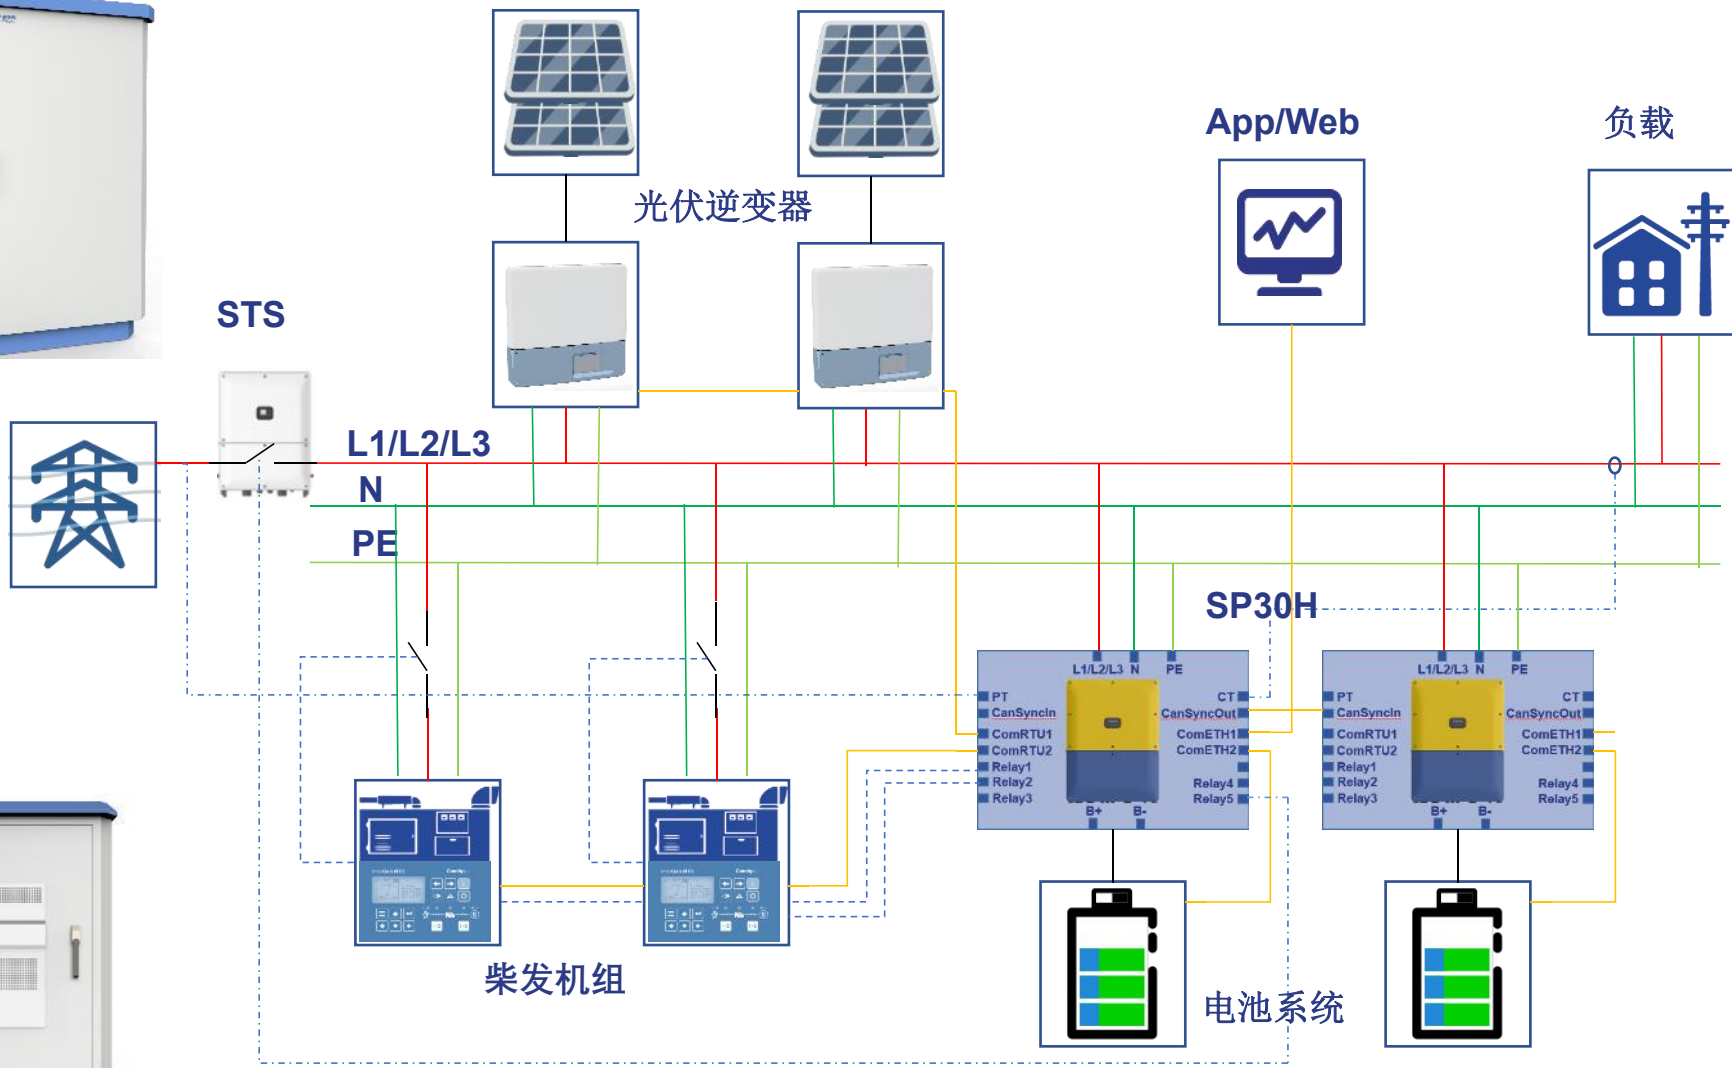 App/Web
负载
光伏逆变器
STS
L1/L2/L3
N
PE
SP30H
L1/L2/L3 N PE
PT
CT
CanSyncIn
CanSyncOut
ComRTU1
ComETH1
ComRTU2
ComETH2
Relay1
Relay2
Relay4
Relay3
Relay5
B+
B-
L1/L2/L3 N PE
PT
CT
CanSyncIn
CanSyncOut
ComRTU1
ComETH1
ComRTU2
ComETH2
Relay1
Relay2
Relay4
Relay3
Relay5
B+
B-
柴发机组
电池系统